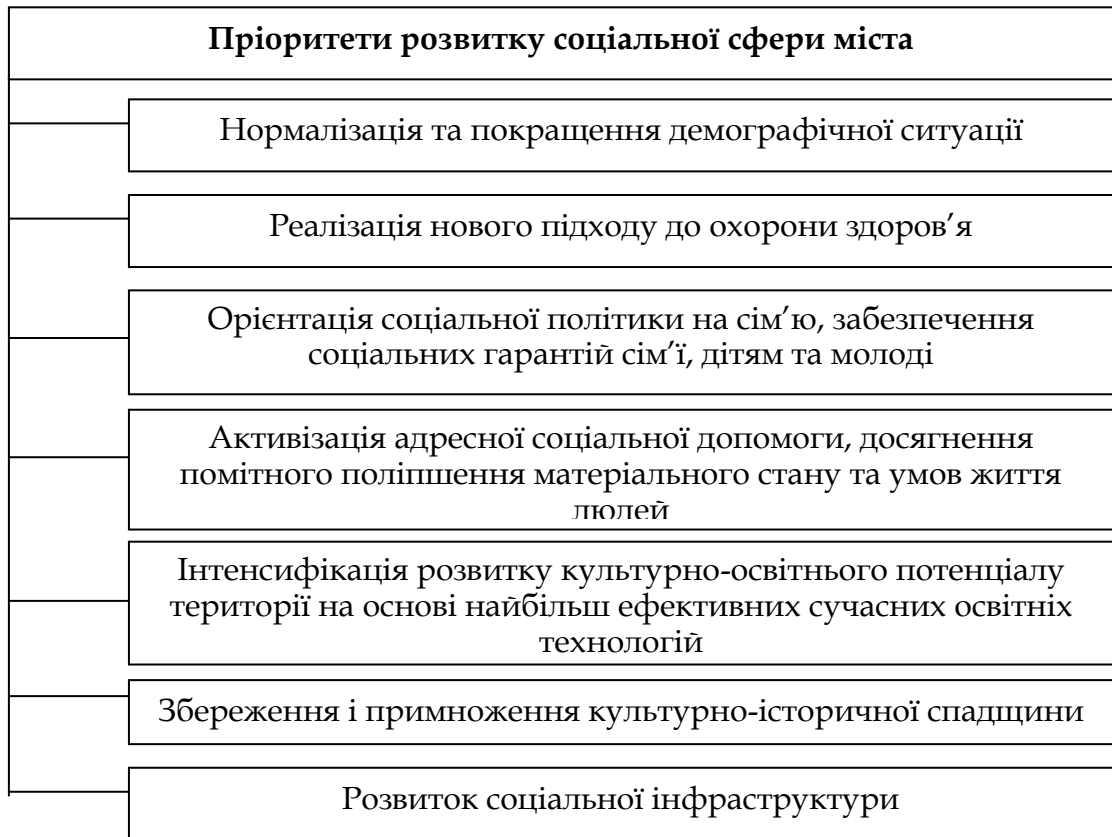 Пріоритети розвитку соціальної сфери міста
Нормалізація та покращення демографічної ситуації
Реалізація нового підходу до охорони здоров’я
Орієнтація соціальної політики на сім’ю, забезпечення
соціальних гарантій сім’ї, дітям та молоді
Активізація адресної соціальної допомоги, досягнення
помітного поліпшення матеріального стану та умов життя
людей
Інтенсифікація розвитку культурно-освітнього потенціалу
території на основі найбільш ефективних сучасних освітніх
технологій
Збереження і примноження культурно-історичної спадщини
Розвиток соціальної інфраструктури